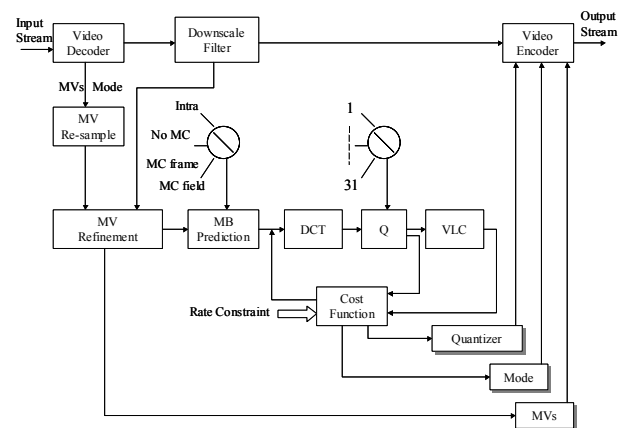 Input
Stream
Video
Decoder
Downscale
Filter
Video
Encoder
Output
Stream
MVs Mode
MV
Re-sample
Intra
No MC
MC frame
MC field
1
31
MV
Refinement
MB
Prediction
DCT
Q
VLC
Rate Constraint
Cost
Function
Quantizer
Mode
MVs